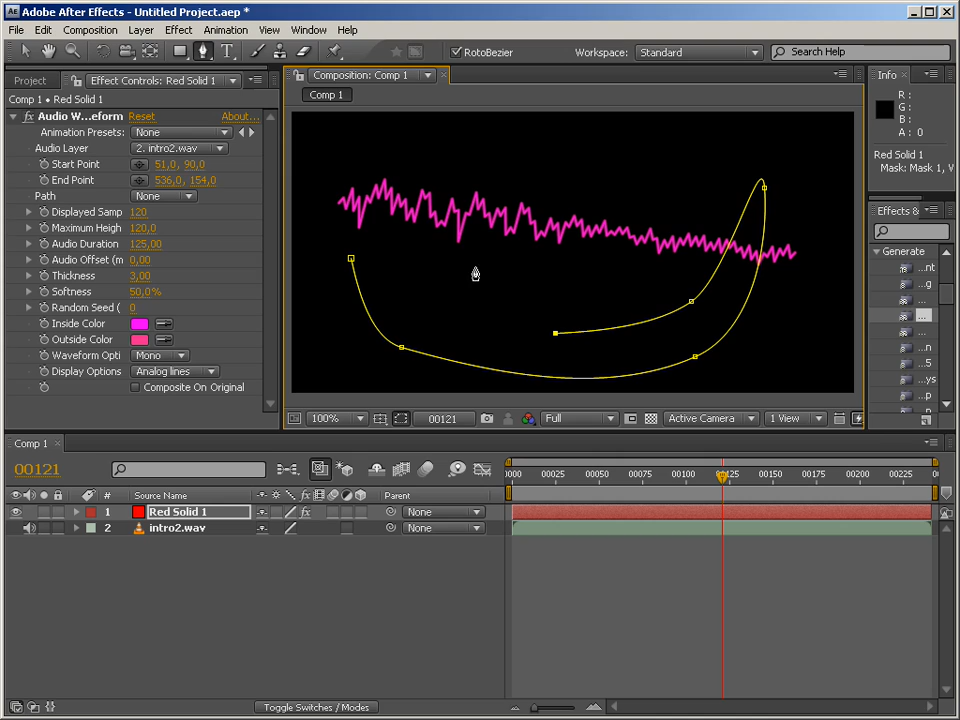 Adobe After Effects - Untitled Project.aep *
File Edit Composition Layer Effect Animation View Window Help
RotoBezier Workspace: Standard Search Help
Project Effect Controls: Red Solid 1
Composition: Comp 1
Info
Comp 1 • Red Solid 1
Comp 1
Audio W...eform Reset About...
Animation Presets: None
Audio Layer 2. intro2.wav
Start Point 51,0, 90,0
End Point 536,0, 154,0
Path None
Displayed Samp 120
Maximum Heigh 120,0
Audio Duration 125,00
Audio Offset (m 0,00
Thickness 3,00
Softness 50,0%
Random Seed ( 0
Inside Color
Outside Color
Waveform Opti Mono
Display Options Analog lines
Composite On Original
R :
G :
B :
A : 0
Red Solid 1
Mask: Mask 1, V
Effects &
Generate
...nt
...g
...
...
...
...n
...5
...ys
...p
...p
100% 00121 Full Active Camera 1 View
Comp 1
00121
0000 00025 00050 00075 00100 00125 00150 00175 00200 00225
# Source Name Parent
1 Red Solid 1 fx None
2 intro2.wav None
Toggle Switches / Modes